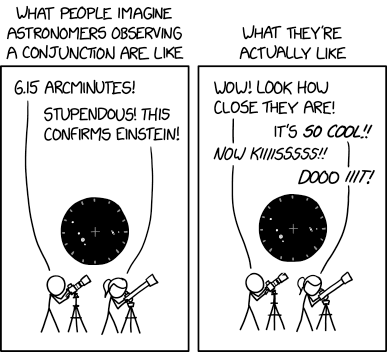 WHAT PEOPLE IMAGINE
ASTRONOMERS OBSERVING
A CONJUNCTION ARE LIKE
6.15 ARCMINUTES!
STUPENDOUS! THIS
CONFIRMS EINSTEIN!
WHAT THEY'RE
ACTUALLY LIKE
WOW! LOOK HOW
CLOSE THEY ARE!
IT'S SO COOL!!
NOW KIIIISSSSS!!
DOOO IIIIT!